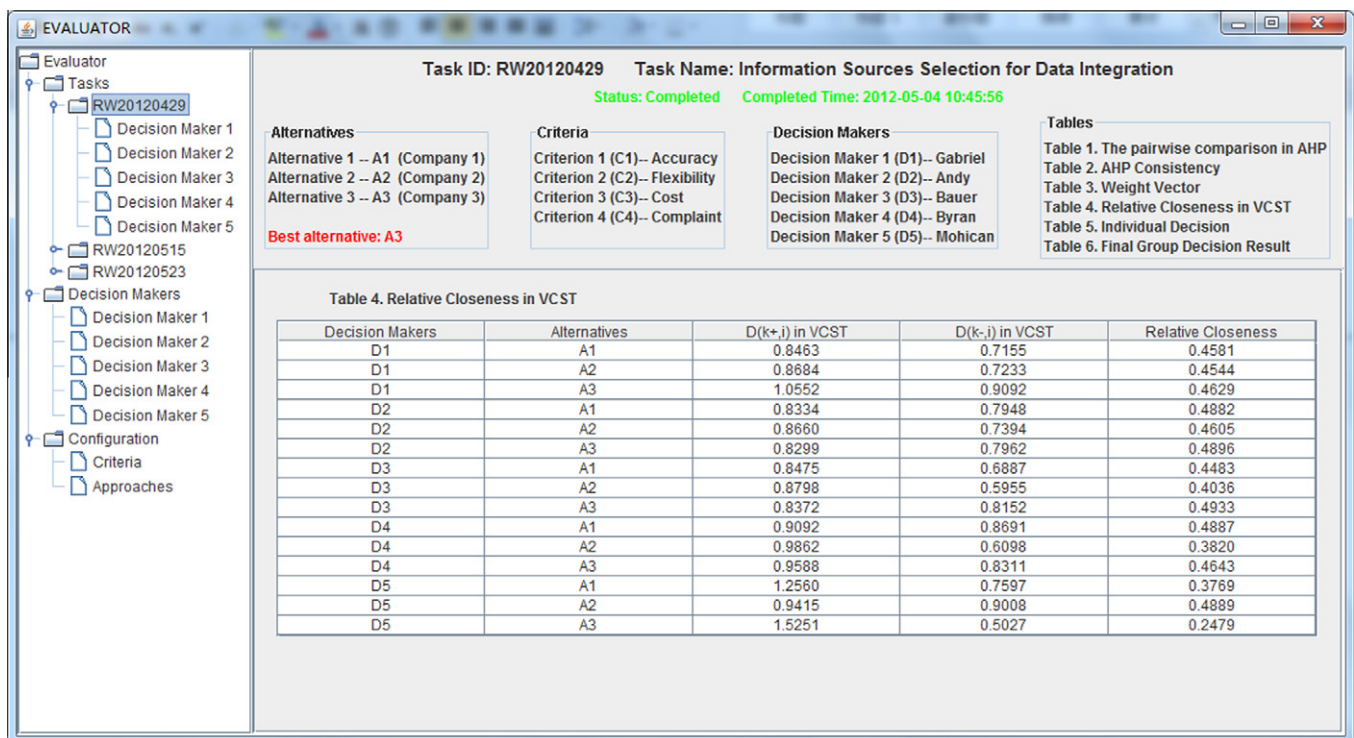 EVALUATOR
Evaluator
Tasks
RW20120429
Decision Maker 1
Decision Maker 2
Decision Maker 3
Decision Maker 4
Decision Maker 5
RW20120515
RW20120523
Decision Makers
Decision Maker 1
Decision Maker 2
Decision Maker 3
Decision Maker 4
Decision Maker 5
Configuration
Criteria
Approaches
Task ID: RW20120429 Task Name: Information Sources Selection for Data Integration
Status: Completed Completed Time: 2012-05-04 10:45:56
Alternatives
Alternative 1 -- A1 (Company 1)
Alternative 2 -- A2 (Company 2)
Alternative 3 -- A3 (Company 3)
Best alternative: A3
Criteria
Criterion 1 (C1)-- Accuracy
Criterion 2 (C2)-- Flexibility
Criterion 3 (C3)-- Cost
Criterion 4 (C4)-- Complaint
Decision Makers
Decision Maker 1 (D1)-- Gabriel
Decision Maker 2 (D2)-- Andy
Decision Maker 3 (D3)-- Bauer
Decision Maker 4 (D4)-- Byran
Decision Maker 5 (D5)-- Mohican
Tables
Table 1. The pairwise comparison in AHP
Table 2. AHP Consistency
Table 3. Weight Vector
Table 4. Relative Closeness in VCST
Table 5. Individual Decision
Table 6. Final Group Decision Result
Table 4. Relative Closeness in VCST
Decision Makers Alternatives D(k+,i) in VCST D(k-,i) in VCST Relative Closeness
D1 A1 0.8463 0.7155 0.4581
D1 A2 0.8684 0.7233 0.4544
D1 A3 1.0552 0.9092 0.4629
D2 A1 0.8334 0.7948 0.4882
D2 A2 0.8660 0.7394 0.4605
D2 A3 0.8299 0.7962 0.4896
D3 A1 0.8475 0.6887 0.4483
D3 A2 0.8798 0.5955 0.4036
D3 A3 0.8372 0.8152 0.4933
D4 A1 0.9092 0.8691 0.4887
D4 A2 0.9862 0.6098 0.3820
D4 A3 0.9588 0.8311 0.4643
D5 A1 1.2560 0.7597 0.3769
D5 A2 0.9415 0.9008 0.4889
D5 A3 1.5251 0.5027 0.2479